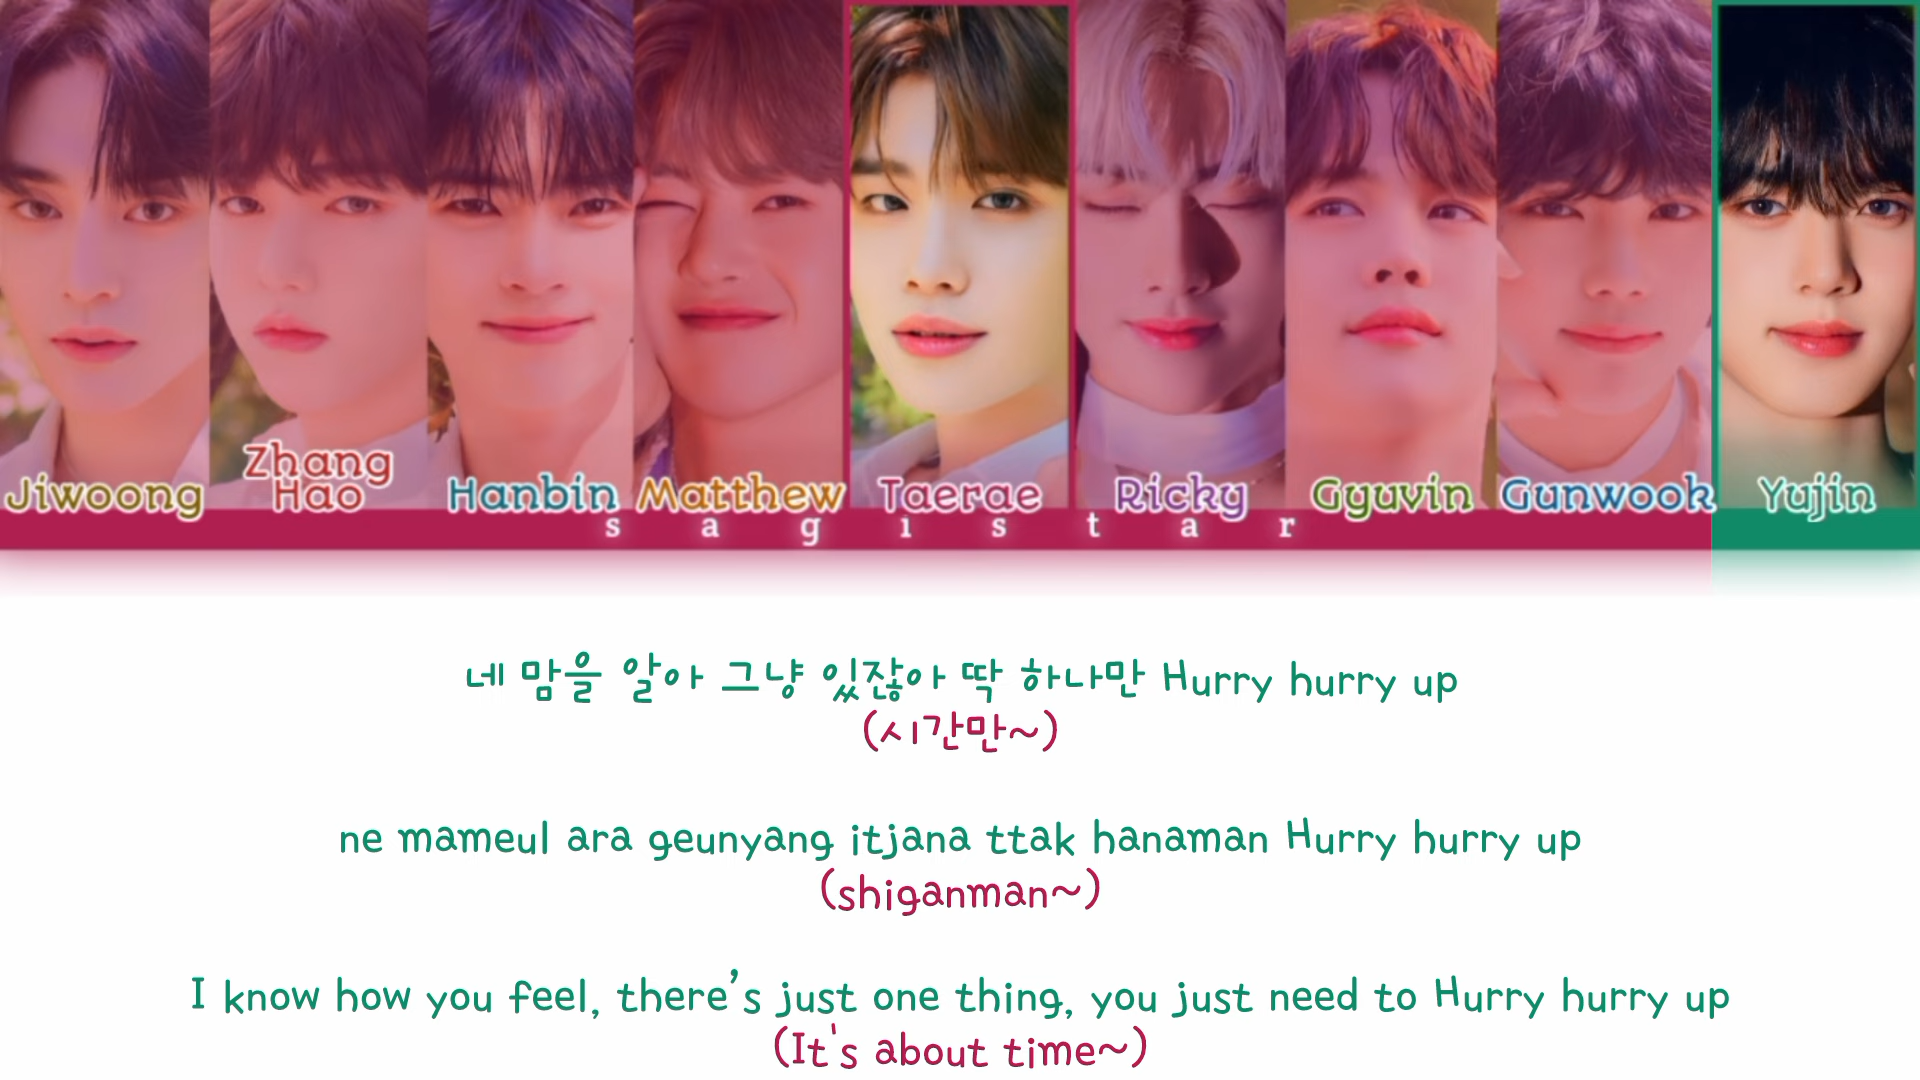 Jiwoong
Zhang
Hao
Hanbin
Matthew
Taerae
Ricky
Gyuvin
Gunwook
Yujin
s a g i s t a r
네 맘을 알아 그냥 있잖아 딱 하나만 Hurry hurry up
(시간만~)
ne mameul ara geunyang itjana ttak hanaman Hurry hurry up
(shiganman~)
I know how you feel, there’s just one thing, you just need to Hurry hurry up
(It's about time~)